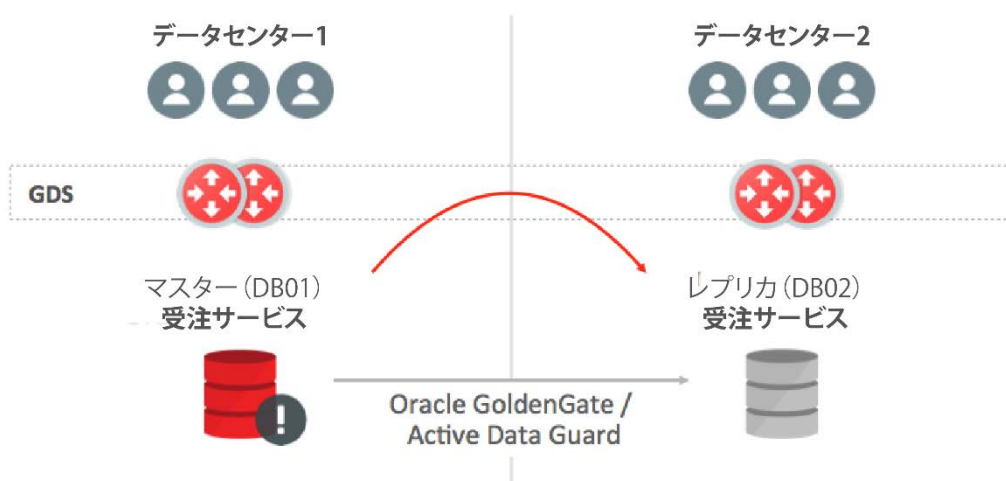 データセンター1
データセンター2
GDS
マスター(DB01)
受注サービス
レプリカ(DB02)
受注サービス
Oracle GoldenGate /
Active Data Guard